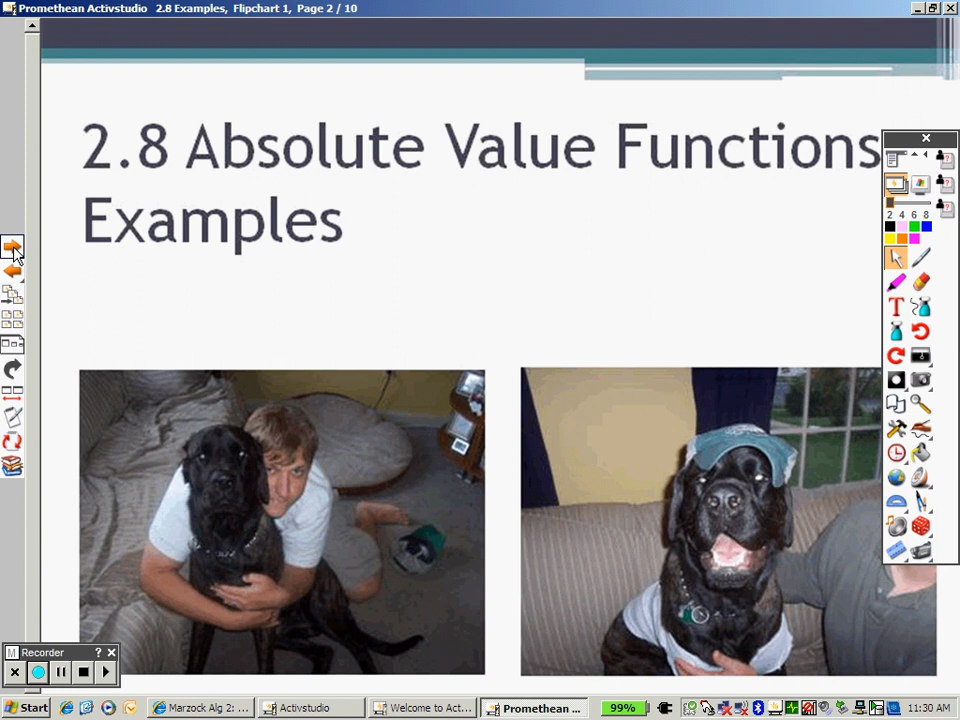 Promethean Activstudio 2.8 Examples, Flipchart 1, Page 2 / 10
2.8 Absolute Value Functions
Examples
2 4 6 8
T
M Recorder ?
Start
Marzock Alg 2: ...
Activstudio
Welcome to Act...
Promethean ...
99%
11:30 AM